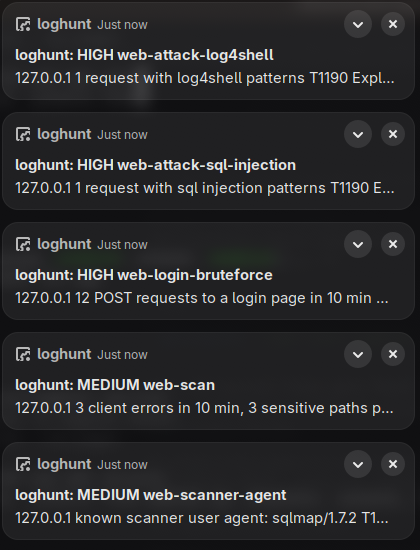 loghunt Just now
loghunt: HIGH web-attack-log4shell
127.0.0.1 1 request with log4shell patterns T1190 Expl...
loghunt Just now
loghunt: HIGH web-attack-sql-injection
127.0.0.1 1 request with sql injection patterns T1190 E...
loghunt Just now
loghunt: HIGH web-login-bruteforce
127.0.0.1 12 POST requests to a login page in 10 min ...
loghunt Just now
loghunt: MEDIUM web-scan
127.0.0.1 3 client errors in 10 min, 3 sensitive paths p...
loghunt Just now
loghunt: MEDIUM web-scanner-agent
127.0.0.1 known scanner user agent: sqlmap/1.7.2 T1...